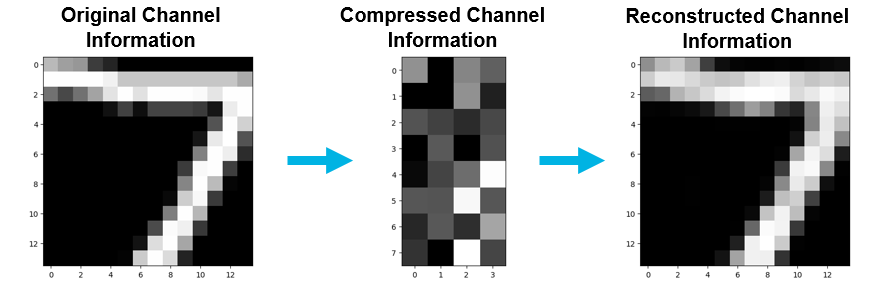 Original Channel
Information
Compressed Channel
Information
Reconstructed Channel
Information
0
2
4
6
8
10
12
0 2 4 6 8 10 12
0
1
2
3
4
5
6
7
0 1 2 3
0
2
4
6
8
10
12
0 2 4 6 8 10 12